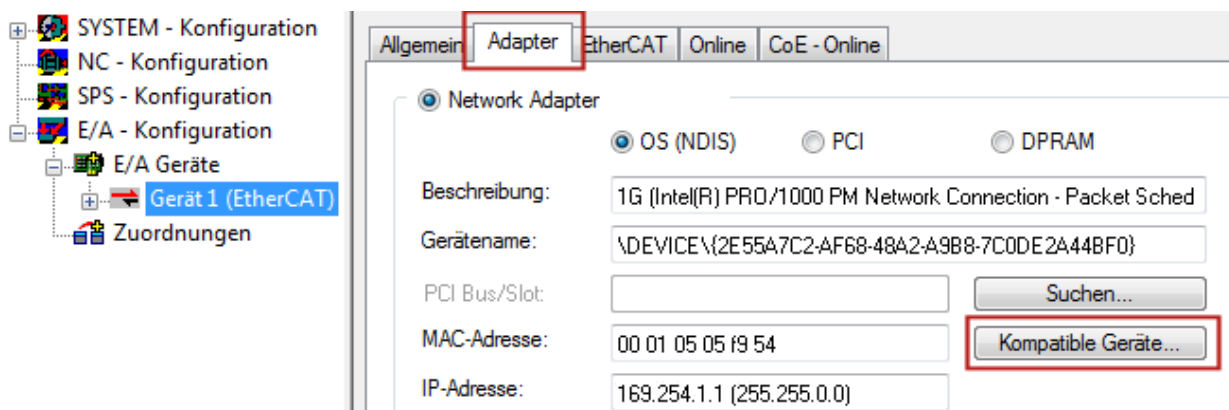 SYSTEM - Konfiguration
NC - Konfiguration
SPS - Konfiguration
E/A - Konfiguration
E/A Geräte
Gerät 1 (EtherCAT)
Zuordnungen
Allgemein Adapter EtherCAT Online CoE - Online
Network Adapter
OS (NDIS) PCI DPRAM
Beschreibung: 1G (Intel(R) PRO/1000 PM Network Connection - Packet Sched
Gerätename: \DEVICE\{2E55A7C2-AF68-48A2-A9B8-7C0DE2A44BF0}
PCI Bus/Slot: Suchen...
MAC-Adresse: 00 01 05 05 f9 54 Kompatible Geräte...
IP-Adresse: 169.254.1.1 (255.255.0.0)